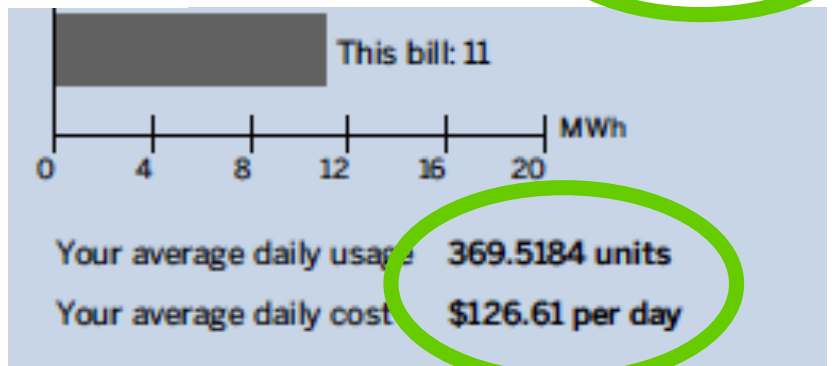 This bill: 11
MWh
0 4 8 12 16 20
Your average daily usage 369.5184 units
Your average daily cost $126.61 per day